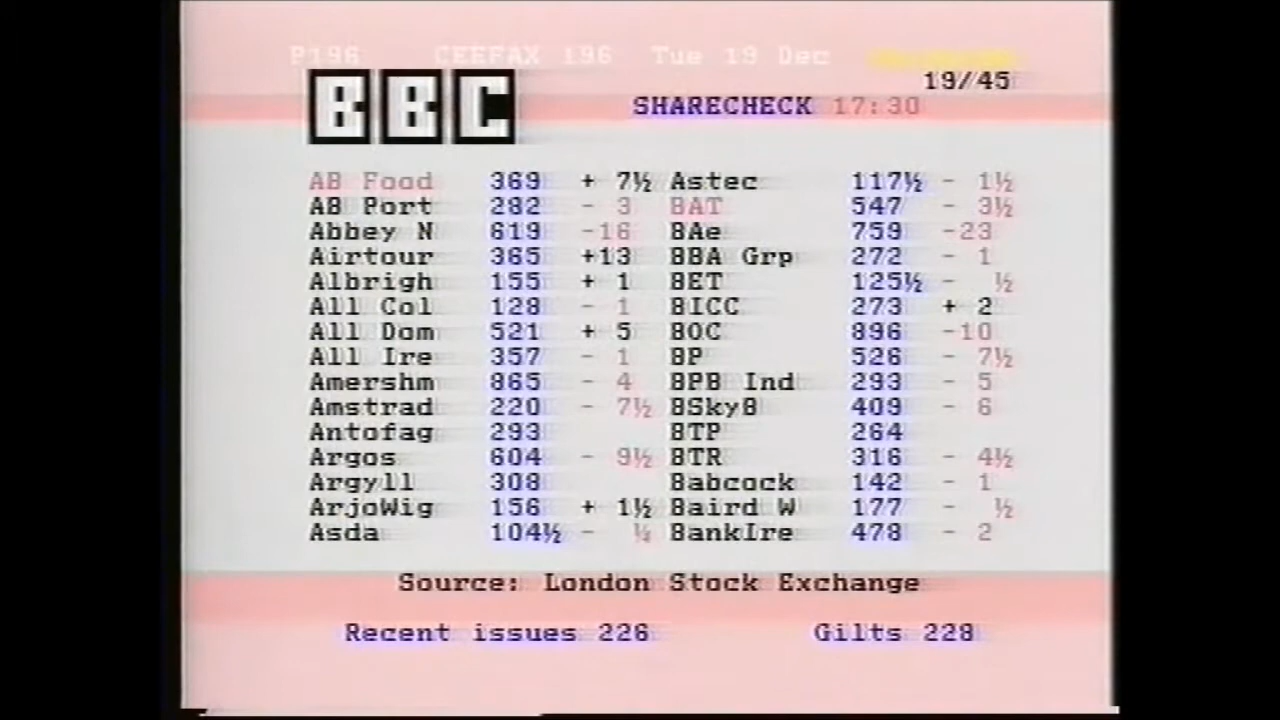 P196 CEEFAX 196 Tue 19 Dec
19/45
BBC
SHARECHECK 17:30
AB Food 369 + 7½ Astec 117½ - 1½
AB Port 282 - 3 BAT 547 - 3½
Abbey N 619 -16 BAe 759 -23
Airtour 365 +13 BBA Grp 272 - 1
Albrigh 155 + 1 BET 125½ - ½
All Col 128 - 1 BICC 273 + 2
All Dom 521 + 5 BOC 896 -10
All Ire 357 - 1 BP 526 - 7½
Amershm 865 - 4 BPB Ind 293 - 5
Amstrad 220 - 7½ BSkyB 409 - 6
Antofag 293 BTP 264
Argos 604 - 9½ BTR 316 - 4½
Argyll 308 Babcock 142 - 1
ArjoWig 156 + 1½ Baird W 177 - ½
Asda 104½ - BankIre 478 - 2
Source: London Stock Exchange
Recent issues 226 Gilts 228